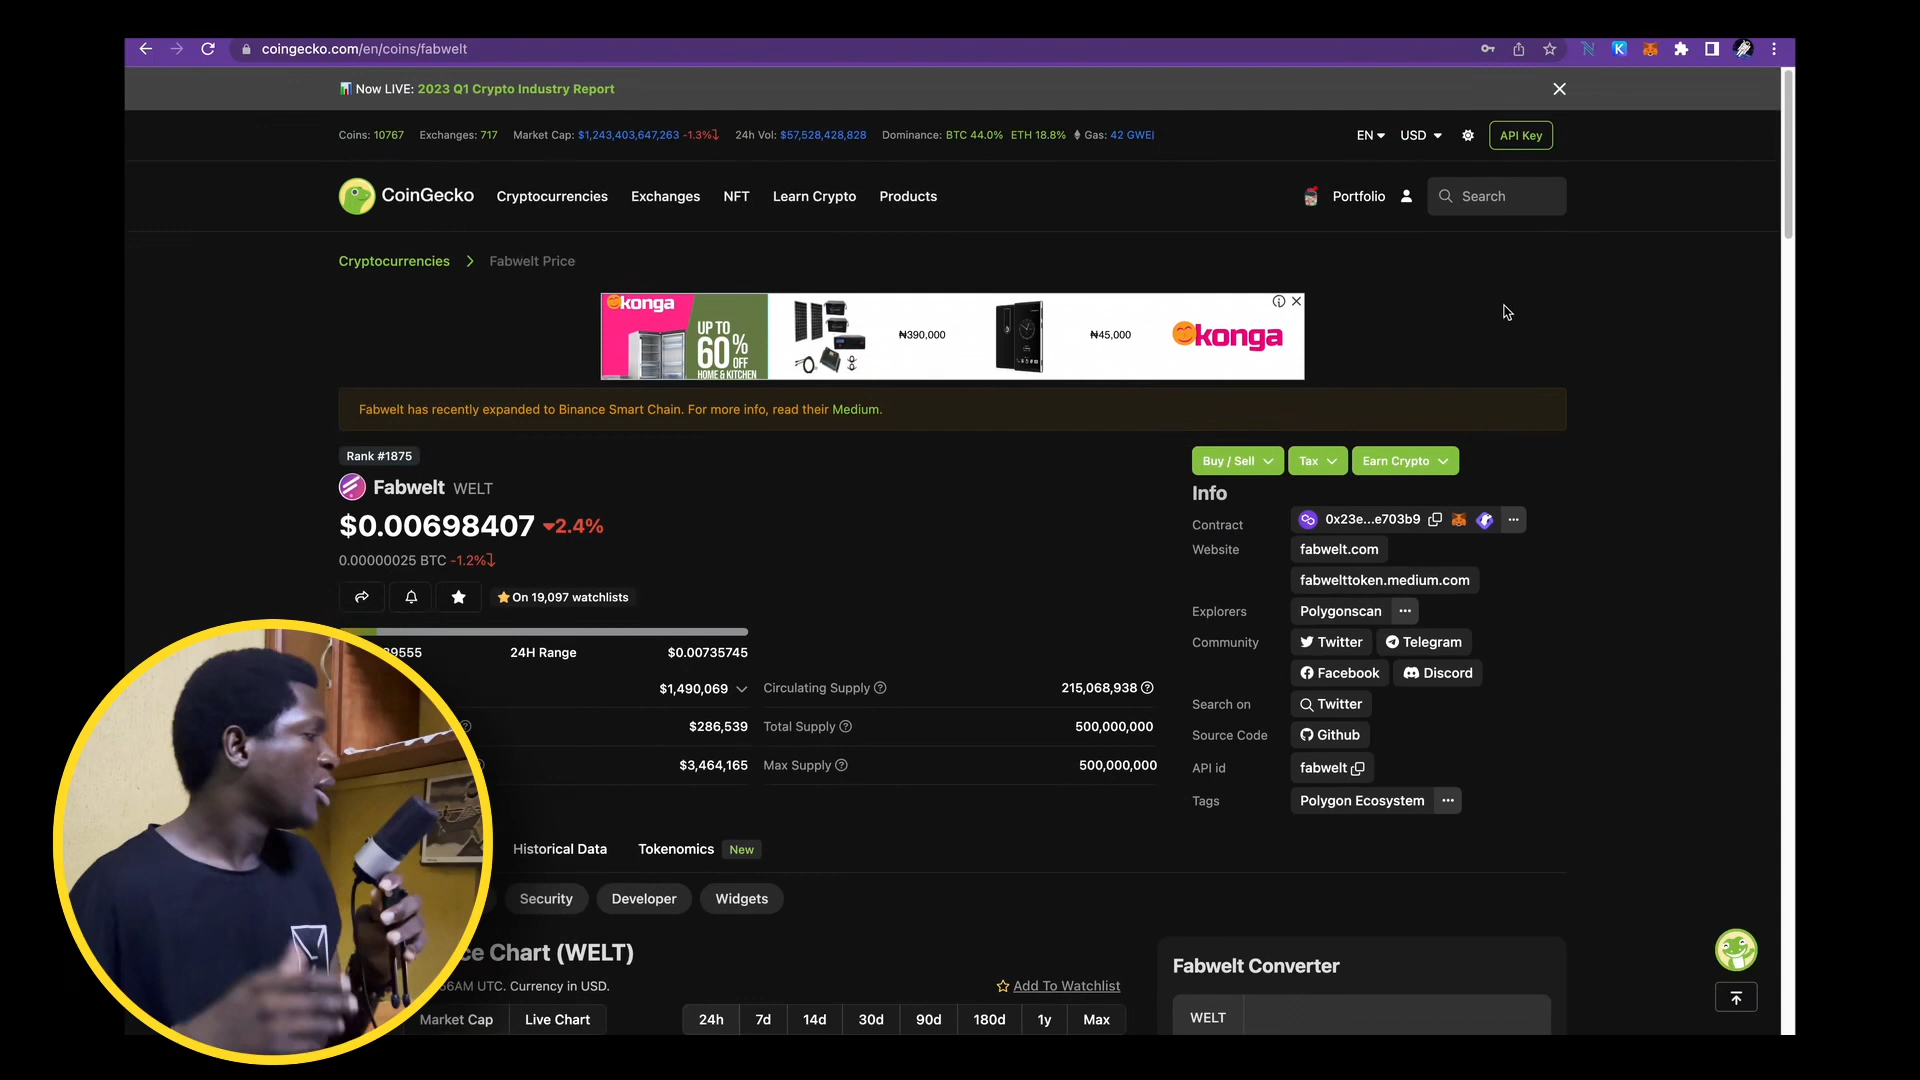 coingecko.com/en/coins/fabwelt
Now LIVE: 2023 Q1 Crypto Industry Report
Coins: 10767 Exchanges: 717 Market Cap: $1,243,403,647,263 -1.3% 24h Vol: $57,528,428,828 Dominance: BTC 44.0% ETH 18.8% Gas: 42 GWEI
EN USD API Key
CoinGecko Cryptocurrencies Exchanges NFT Learn Crypto Products
Portfolio Search
Cryptocurrencies > Fabwelt Price
konga
UP TO
60%
OFF
HOME & KITCHEN
₦390,000
₦45,000
konga
Fabwelt has recently expanded to Binance Smart Chain. For more info, read their Medium.
Rank #1875
Fabwelt WELT
$0.00698407 2.4%
0.00000025 BTC -1.2%
On 19,097 watchlists
39555 24H Range $0.00735745
$1,490,069 Circulating Supply 215,068,938
$286,539 Total Supply 500,000,000
$3,464,165 Max Supply 500,000,000
Buy / Sell Tax Earn Crypto
Info
Contract 0x23e...e703b9
Website fabwelt.com
fabwelttoken.medium.com
Explorers Polygonscan
Community Twitter Telegram
Facebook Discord
Search on Twitter
Source Code Github
API id fabwelt
Tags Polygon Ecosystem
Historical Data Tokenomics New
Security Developer Widgets
ce Chart (WELT)
56AM UTC. Currency in USD.
Add To Watchlist
Market Cap Live Chart 24h 7d 14d 30d 90d 180d 1y Max
Fabwelt Converter
WELT